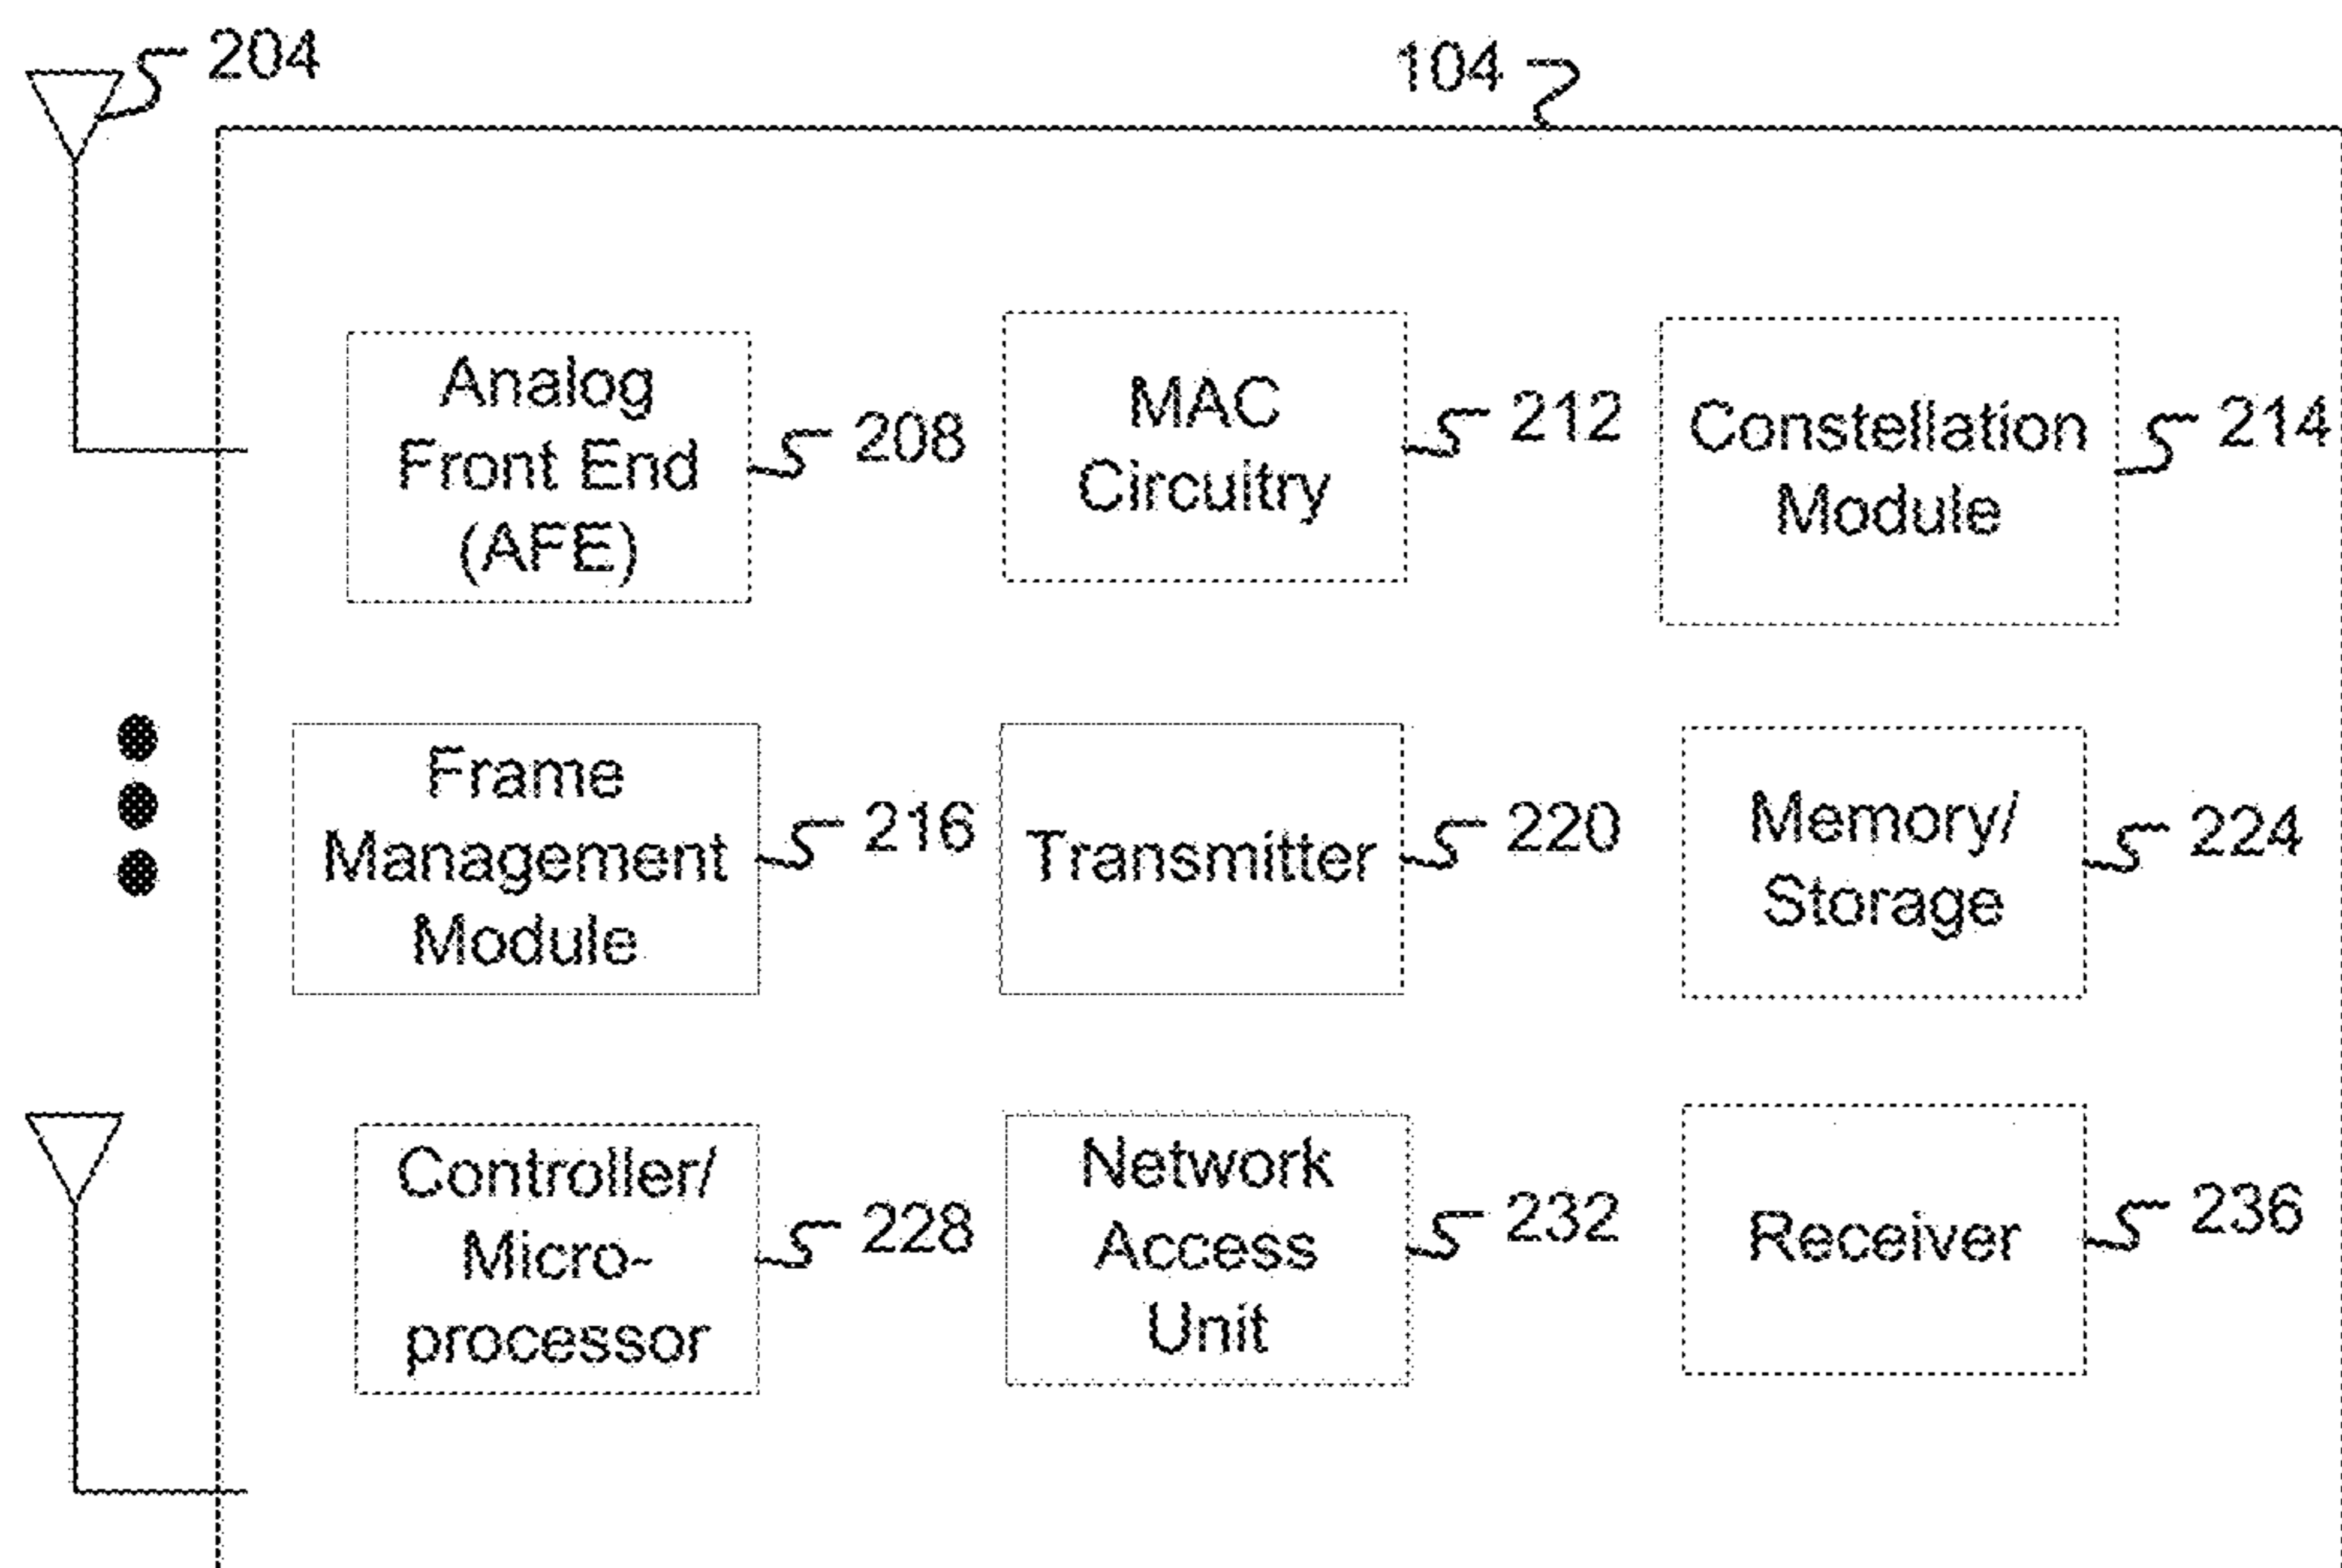 204
104
Analog
Front End
(AFE)
208
MAC
Circuitry
212
Constellation
Module
214
Frame
Management
Module
216
Transmitter
220
Memory/
Storage
224
Controller/
Micro-
processor
228
Network
Access
Unit
232
Receiver
236